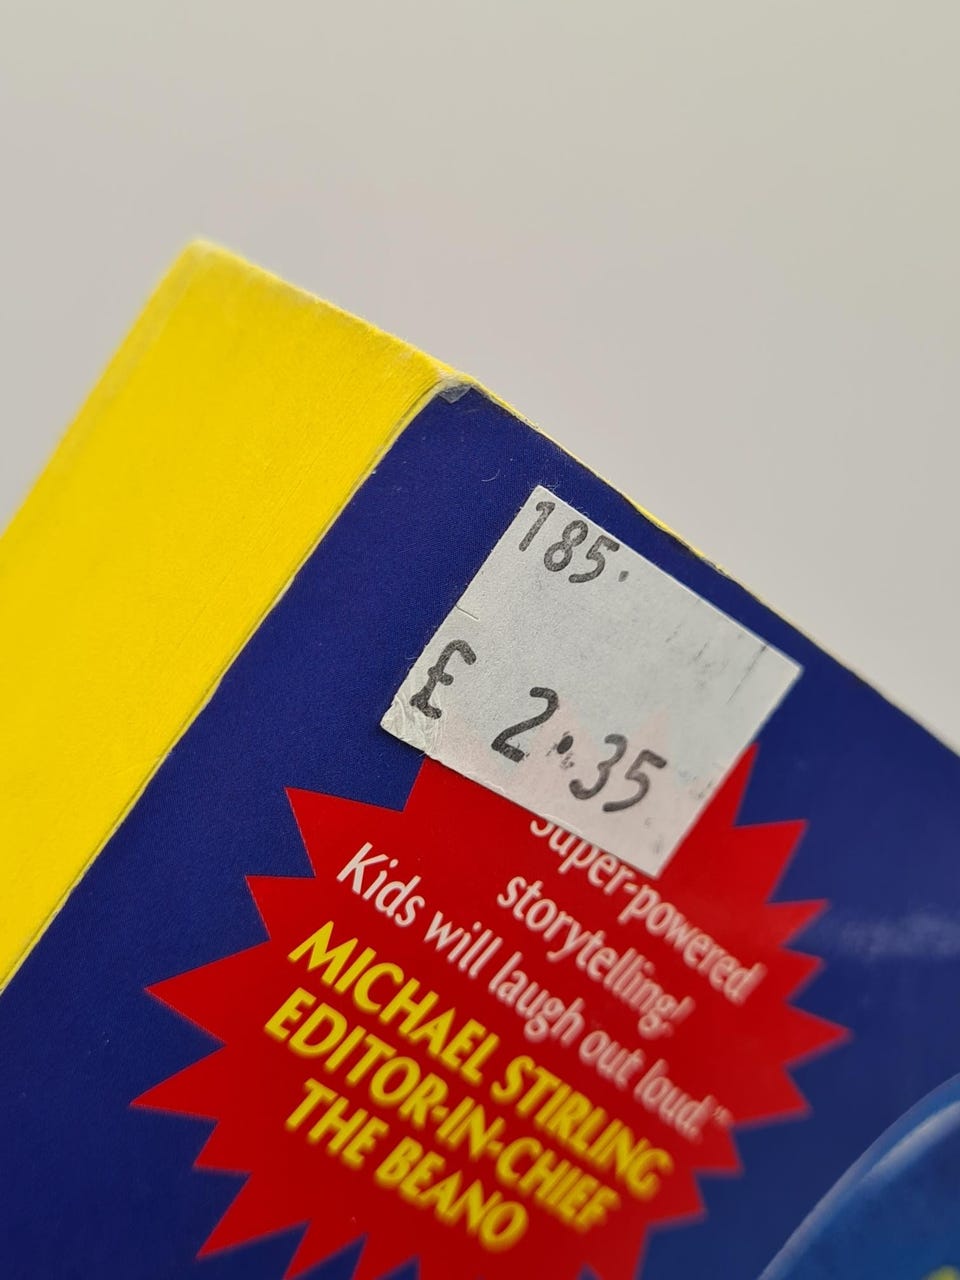 185.
£ 2.35
Super-powered
storytelling!
Kids will laugh out loud."
MICHAEL STIRLING
EDITOR-IN-CHIEF
THE BEANO